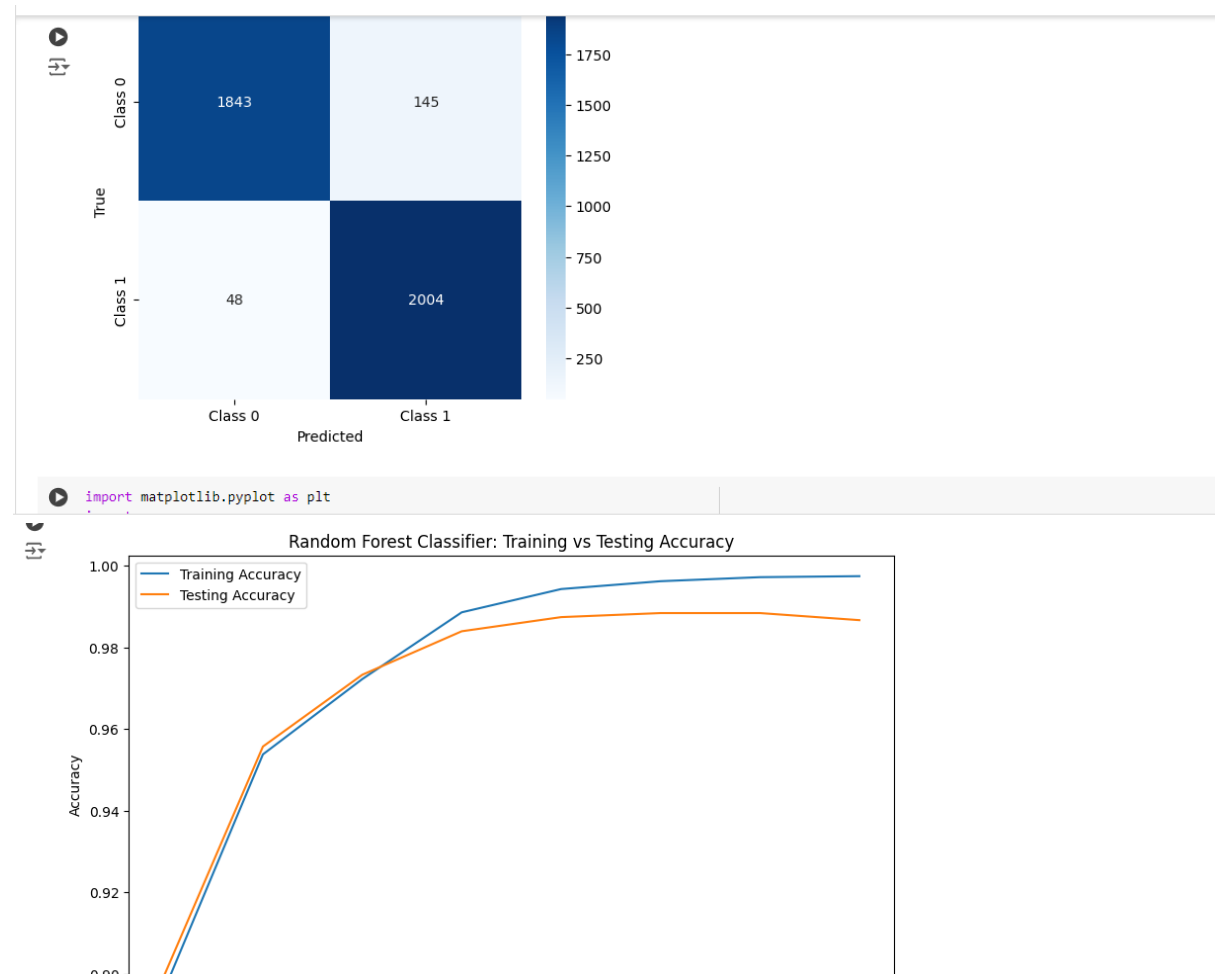 1750
Class 0
1843
145
1500
1250
True
1000
750
Class 1
48
2004
500
250
Class 0
Class 1
Predicted
import matplotlib.pyplot as plt
Random Forest Classifier: Training vs Testing Accuracy
1.00
Training Accuracy
Testing Accuracy
0.98
0.96
Accuracy
0.94
0.92
0.90